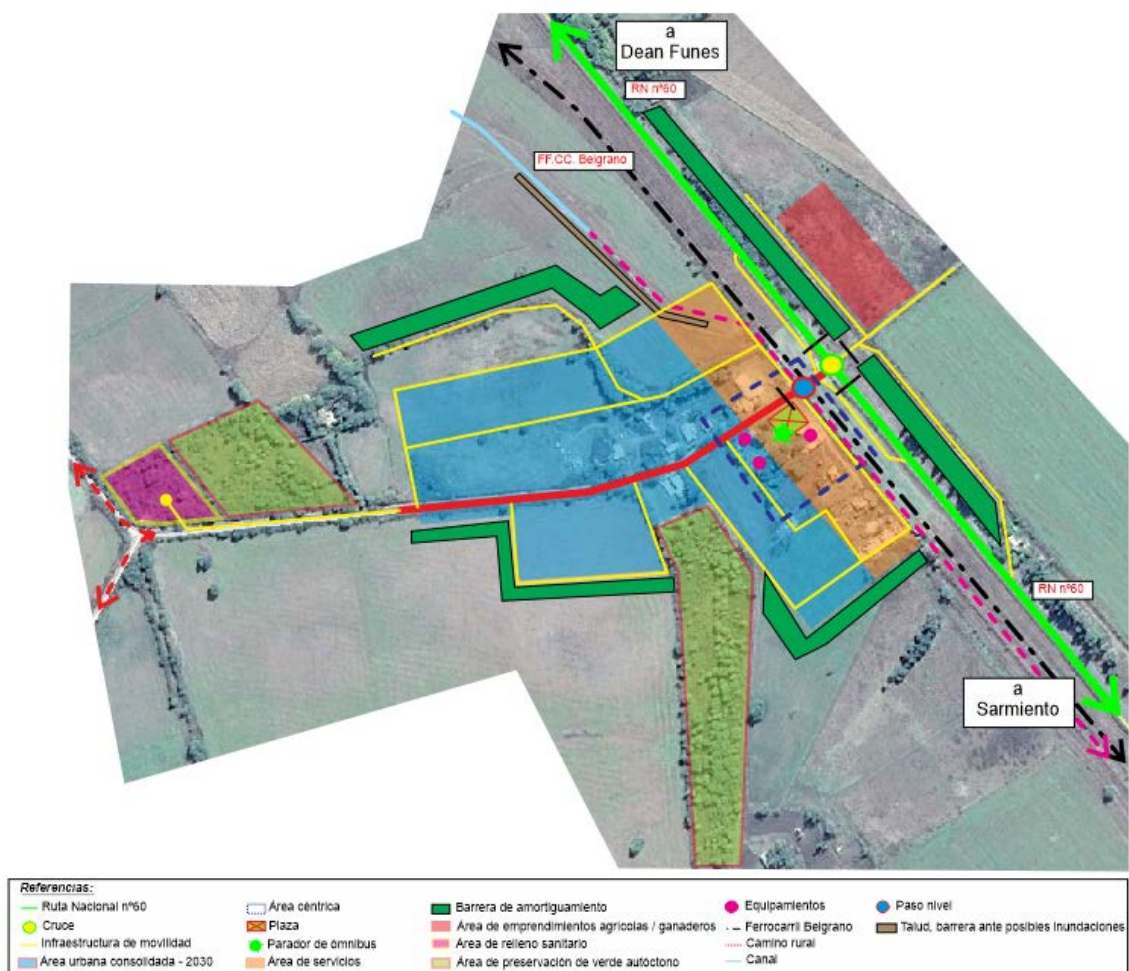 a
Dean Funes
RN nº60
FF.CC. Belgrano
RN nº60
a
Sarmiento
Referencias:
Ruta Nacional nº60
Cruce
Infraestructura de movilidad
Área urbana consolidada - 2030
Área céntrica
Plaza
Parador de ómnibus
Área de servicios
Barrera de amortiguamiento
Área de emprendimientos agrícolas / ganaderos
Área de relleno sanitario
Área de preservación de verde autóctono
Equipamientos
Ferrocarril Belgrano
Camino rural
Canal
Paso nivel
Talud, barrera ante posibles inundaciones